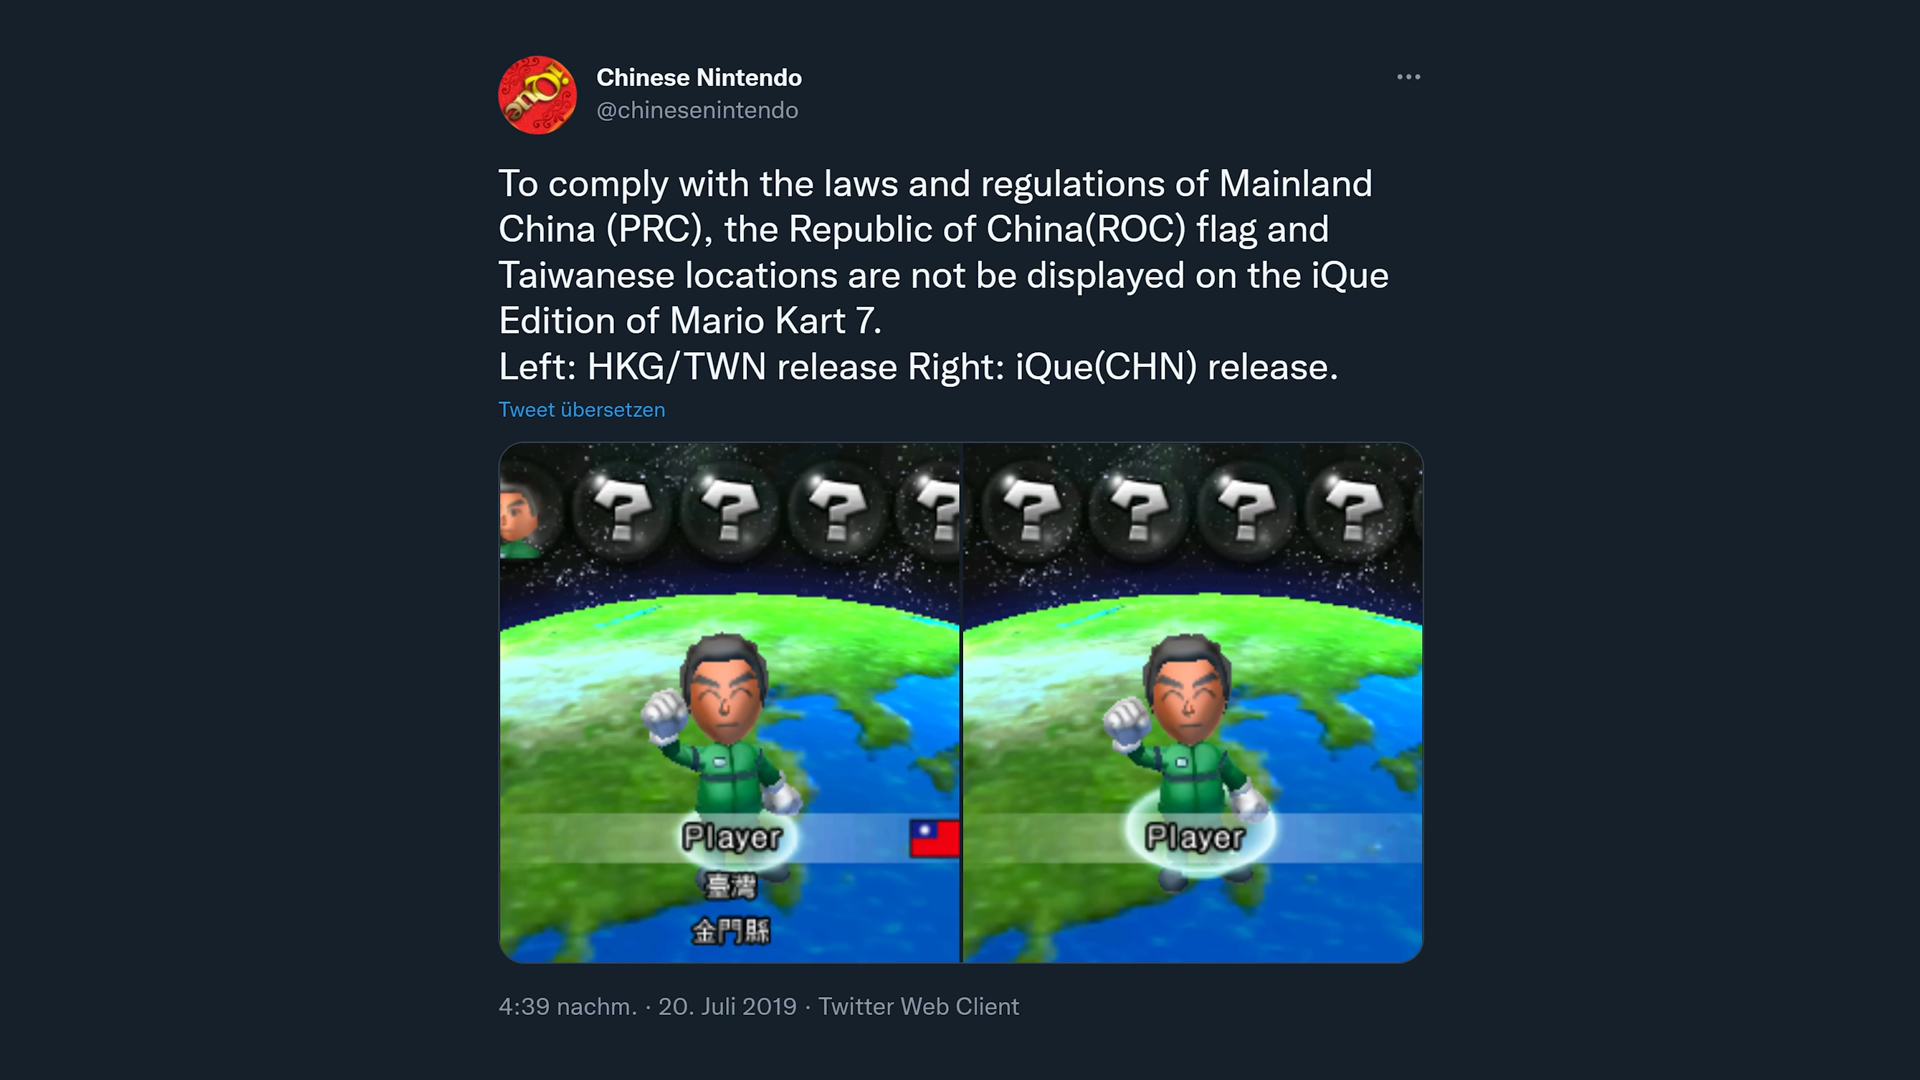 iQue
Chinese Nintendo
@chinesenintendo
To comply with the laws and regulations of Mainland
China (PRC), the Republic of China(ROC) flag and
Taiwanese locations are not be displayed on the iQue
Edition of Mario Kart 7.
Left: HKG/TWN release Right: iQue(CHN) release.
Tweet übersetzen
? ? ? ? ? ? ? ?
Player
臺灣
金門縣
Player
4:39 nachm. · 20. Juli 2019 · Twitter Web Client